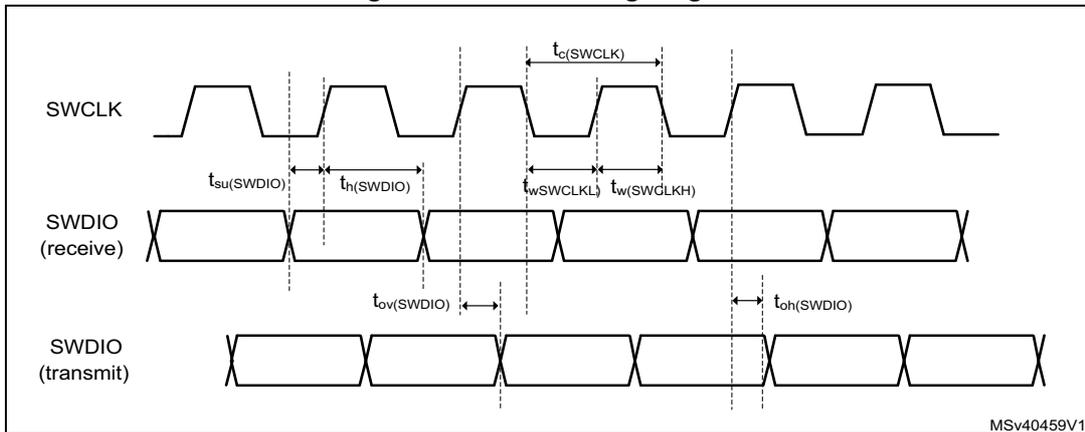 tc(SWCLK)
SWCLK
tsu(SWDIO)
th(SWDIO)
twSWCLKL)
tw(SWCLKH)
SWDIO
(receive)
tov(SWDIO)
toh(SWDIO)
SWDIO
(transmit)
MSv40459V1